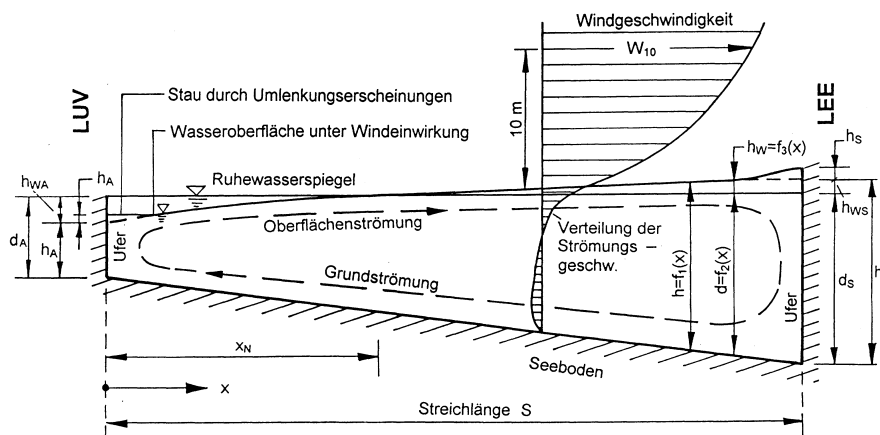 Windgeschwindigkeit
W10
10 m
LUV
LEE
Stau durch Umlenkungserscheinungen
Wasseroberfläche unter Windeinwirkung
hW=f3(x)
hS
hWA
hA
Ruhewasserspiegel
hWS
dA
hA
Ufer
Oberflächenströmung
Verteilung der
Strömungs –
geschw.
Grundströmung
h=f1(x)
d=f2(x)
Ufer
dS
h
xN
Seeboden
x
Streichlänge S